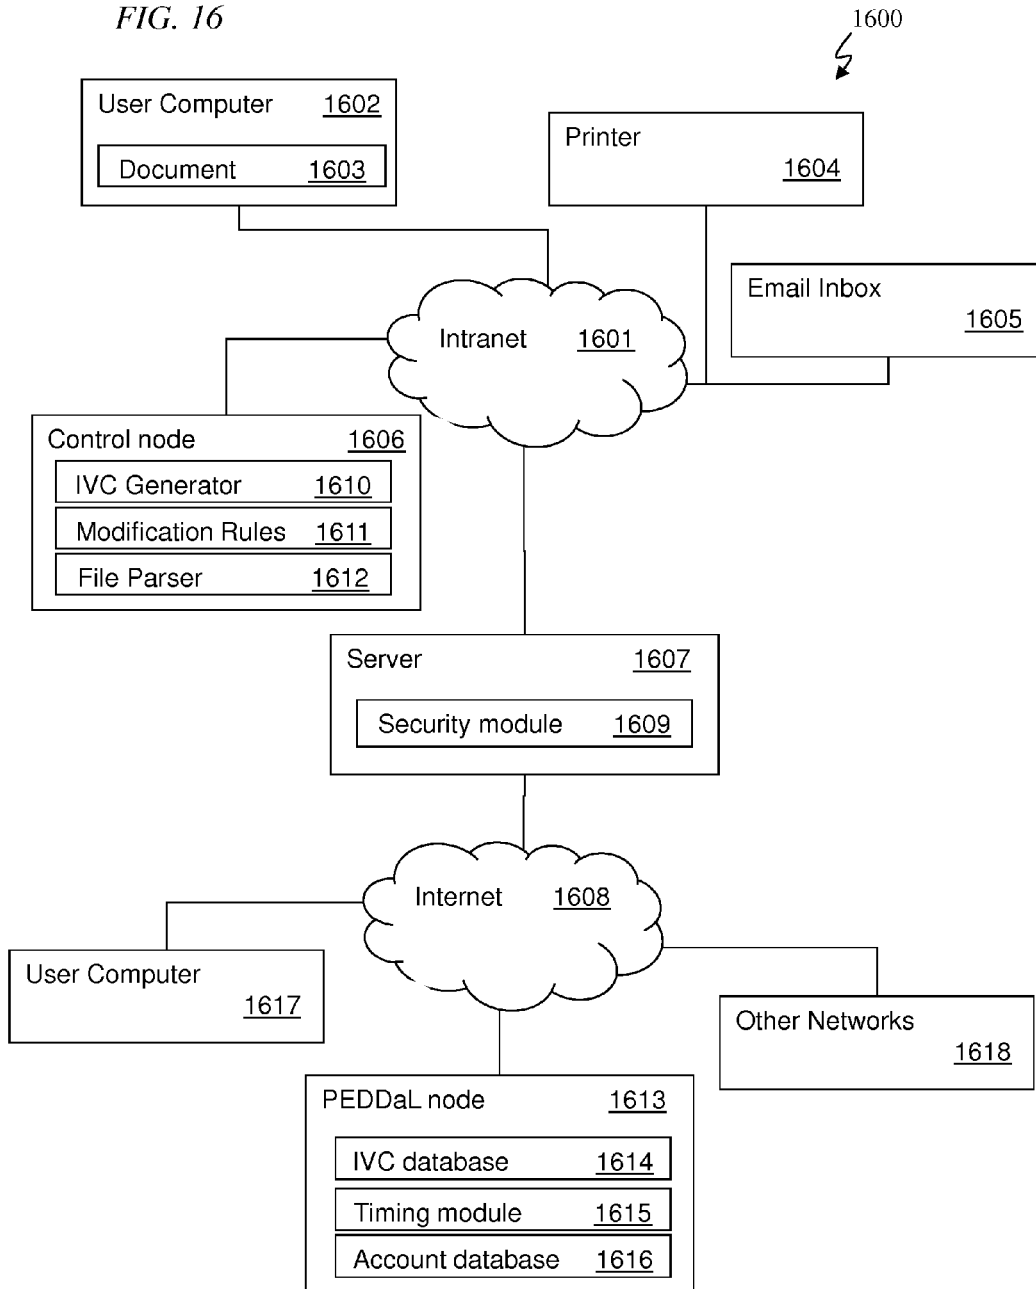 FIG. 16
1600
User Computer 1602
Document 1603
Printer
1604
Email Inbox
1605
Intranet 1601
Control node 1606
IVC Generator 1610
Modification Rules 1611
File Parser 1612
Server 1607
Security module 1609
Internet 1608
User Computer
1617
Other Networks
1618
PEDDaL node 1613
IVC database 1614
Timing module 1615
Account database 1616